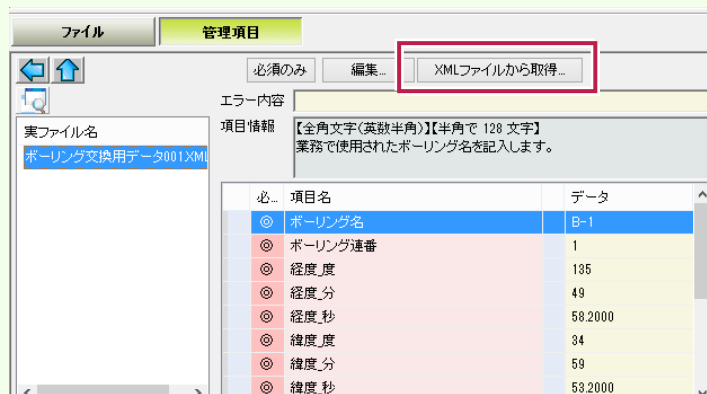 ファイル 管理項目
必須のみ 編集... XMLファイルから取得...
エラー内容
項目情報 【全角文字(英数半角)】【半角で 128 文字】
業務で使用されたボーリング名を記入します。
実ファイル名
ボーリング交換用データ001XML
必... 項目名 データ
◎ ボーリング名 B-1
◎ ボーリング連番 1
◎ 経度_度 135
◎ 経度_分 49
◎ 経度_秒 58.2000
◎ 緯度_度 34
◎ 緯度_分 59
◎ 緯度_秒 53.2000